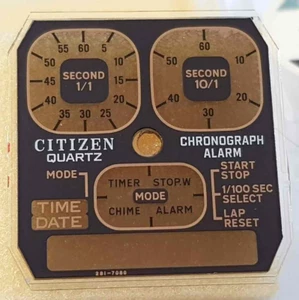 55 60 5
50 10
45 SECOND 15
1/1
40 20
35 30 25
60
50 10
SECOND
10/1
40 20
30
CITIZEN
QUARTZ
CHRONOGRAPH
ALARM
MODE
START
STOP
TIMER STOP.W
MODE
CHIME ALARM
1/100 SEC
SELECT
TIME
DATE
LAP
RESET